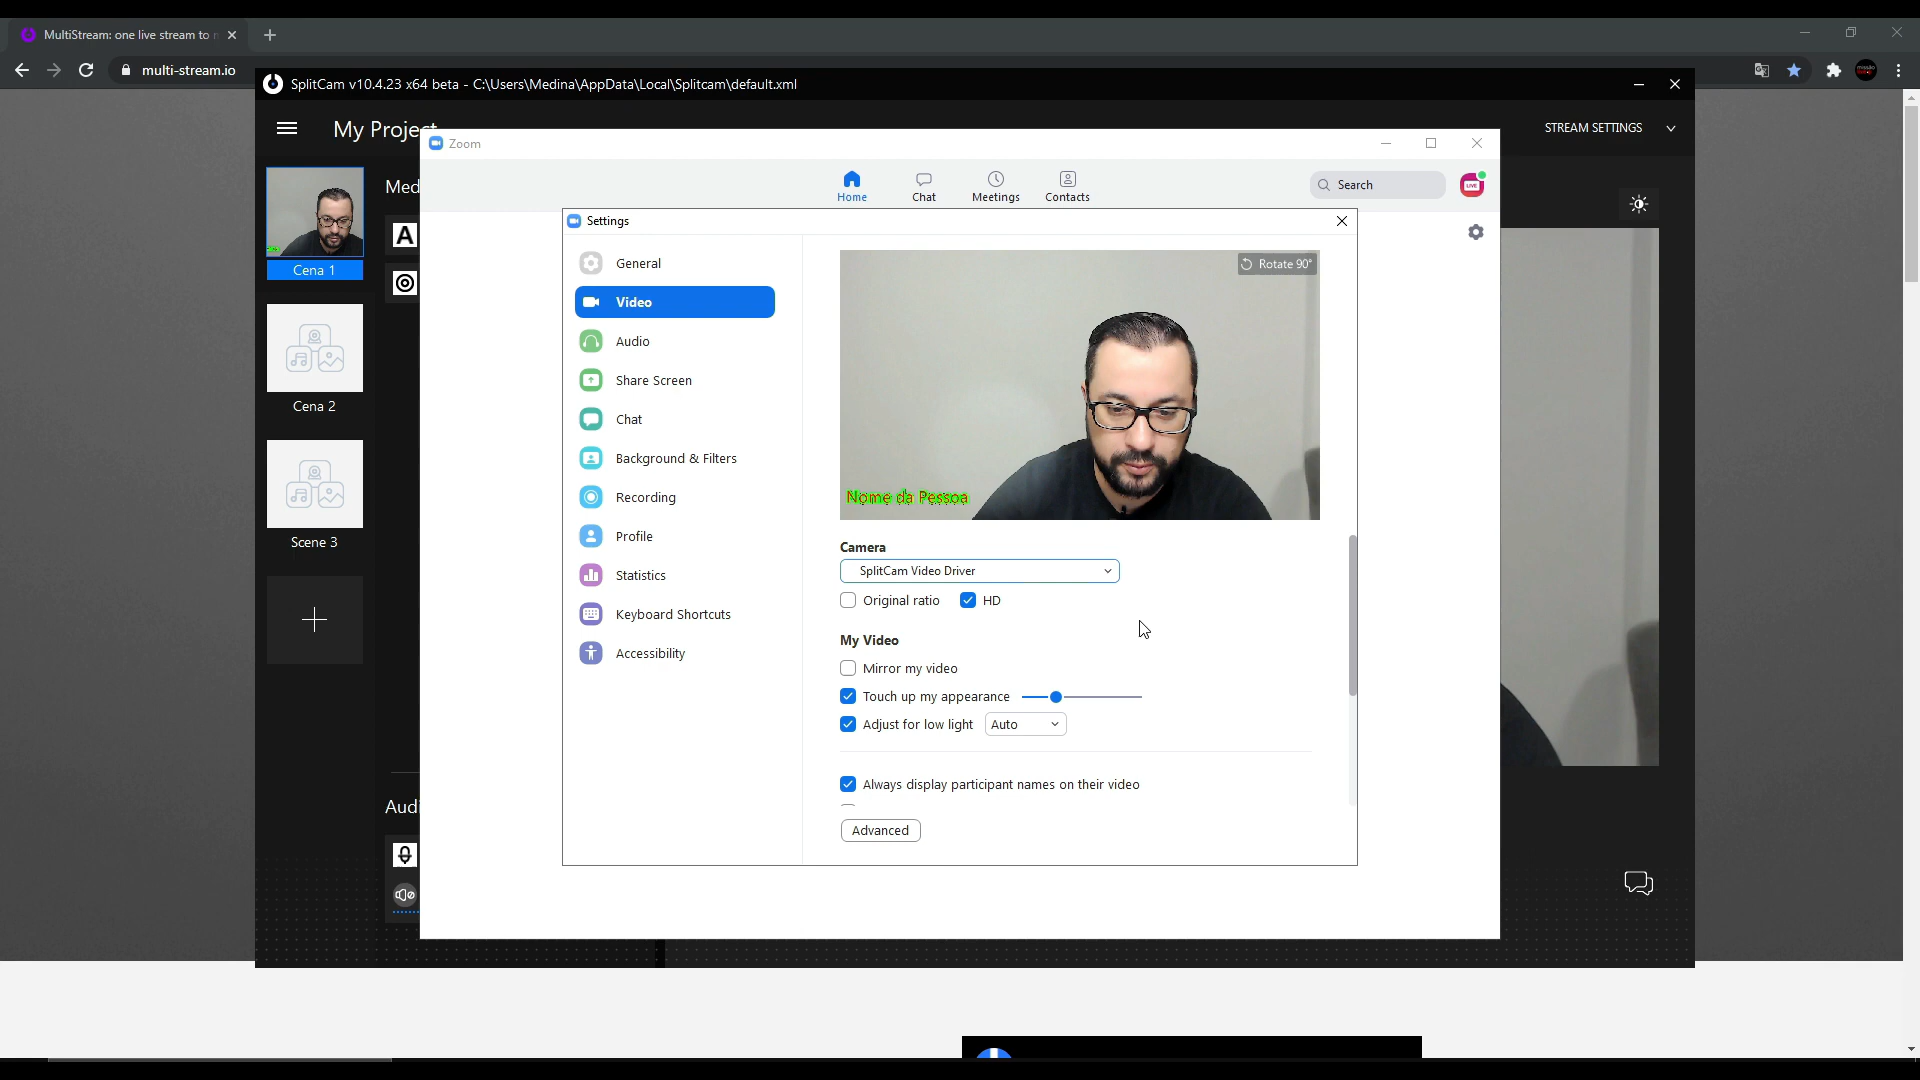 MultiStream: one live stream to
multi-stream.io
SplitCam v10.4.23 x64 beta - C:\Users\Medina\AppData\Local\Splitcam\default.xml
My Project
STREAM SETTINGS
Zoom
Home
Chat
Meetings
Contacts
Search
LIVE
Med
A
Cena 1
Cena 2
Scene 3
Audi
Settings
General
Video
Audio
Share Screen
Chat
Background & Filters
Recording
Profile
Statistics
Keyboard Shortcuts
Accessibility
Rotate 90°
Nome da Pessoa
Camera
SplitCam Video Driver
Original ratio
HD
My Video
Mirror my video
Touch up my appearance
Adjust for low light
Auto
Always display participant names on their video
Advanced